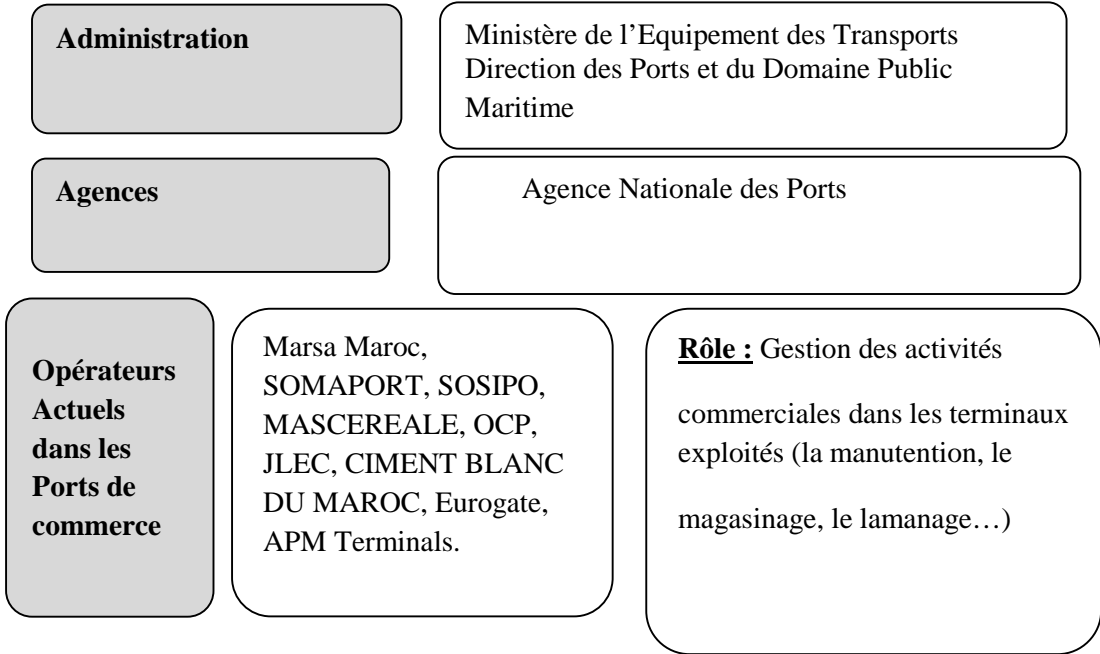 Administration
Ministère de l’Equipement des Transports
Direction des Ports et du Domaine Public
Maritime
Agences
Agence Nationale des Ports
Opérateurs
Actuels
dans les
Ports de
commerce
Marsa Maroc,
SOMAPORT, SOSIPO,
MASCEREALE, OCP,
JLEC, CIMENT BLANC
DU MAROC, Eurogate,
APM Terminals.
Rôle : Gestion des activités
commerciales dans les terminaux
exploités (la manutention, le
magasinage, le lamanage…)